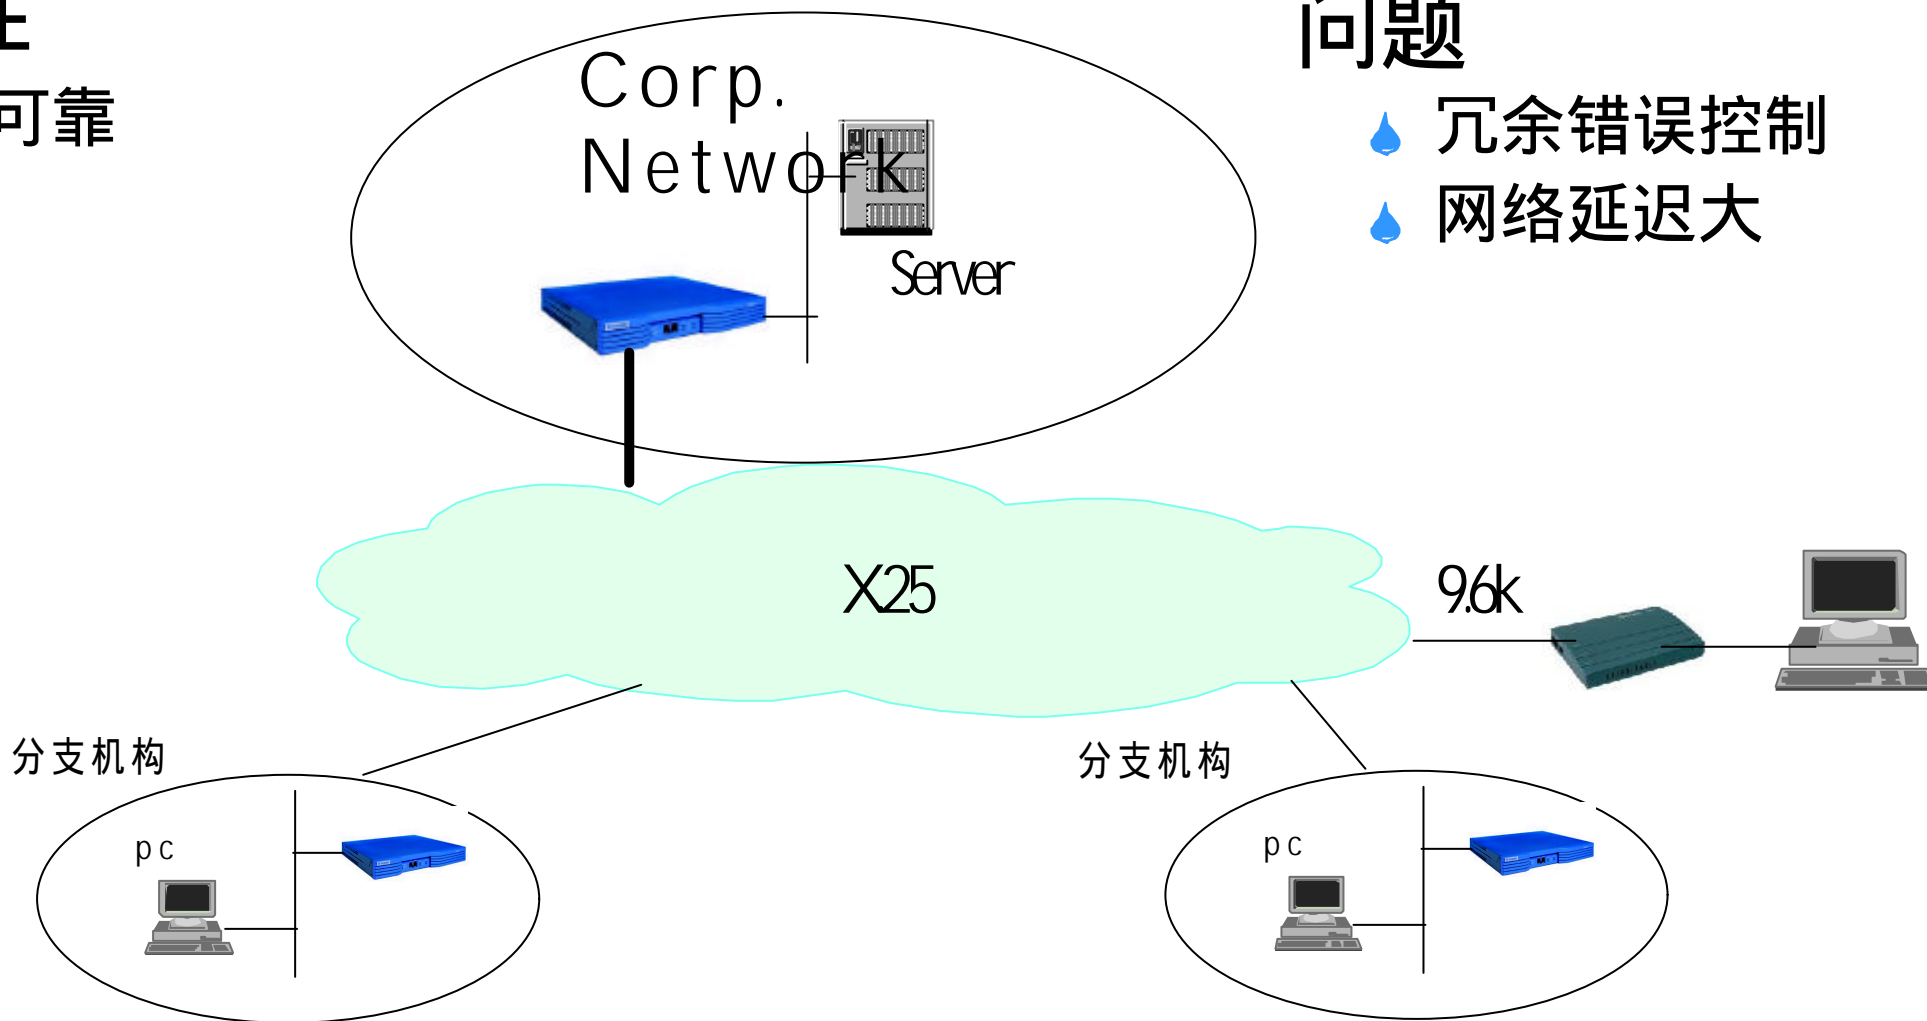 问题
可靠
冗余错误控制
网络延迟大
Corp.
Network
Server
X.25
9.6k
分支机构
pc
分支机构
pc